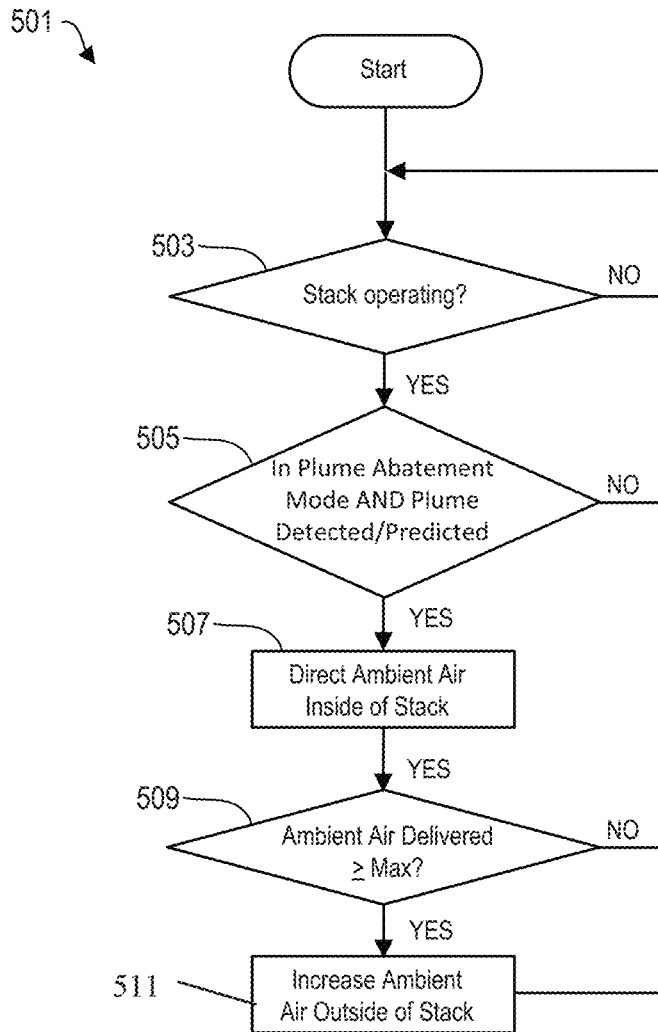 501
Start
503
Stack operating?
NO
YES
505
In Plume Abatement
Mode AND Plume
Detected/Predicted
NO
YES
507
Direct Ambient Air
Inside of Stack
YES
509
Ambient Air Delivered
≥ Max?
NO
YES
511
Increase Ambient
Air Outside of Stack